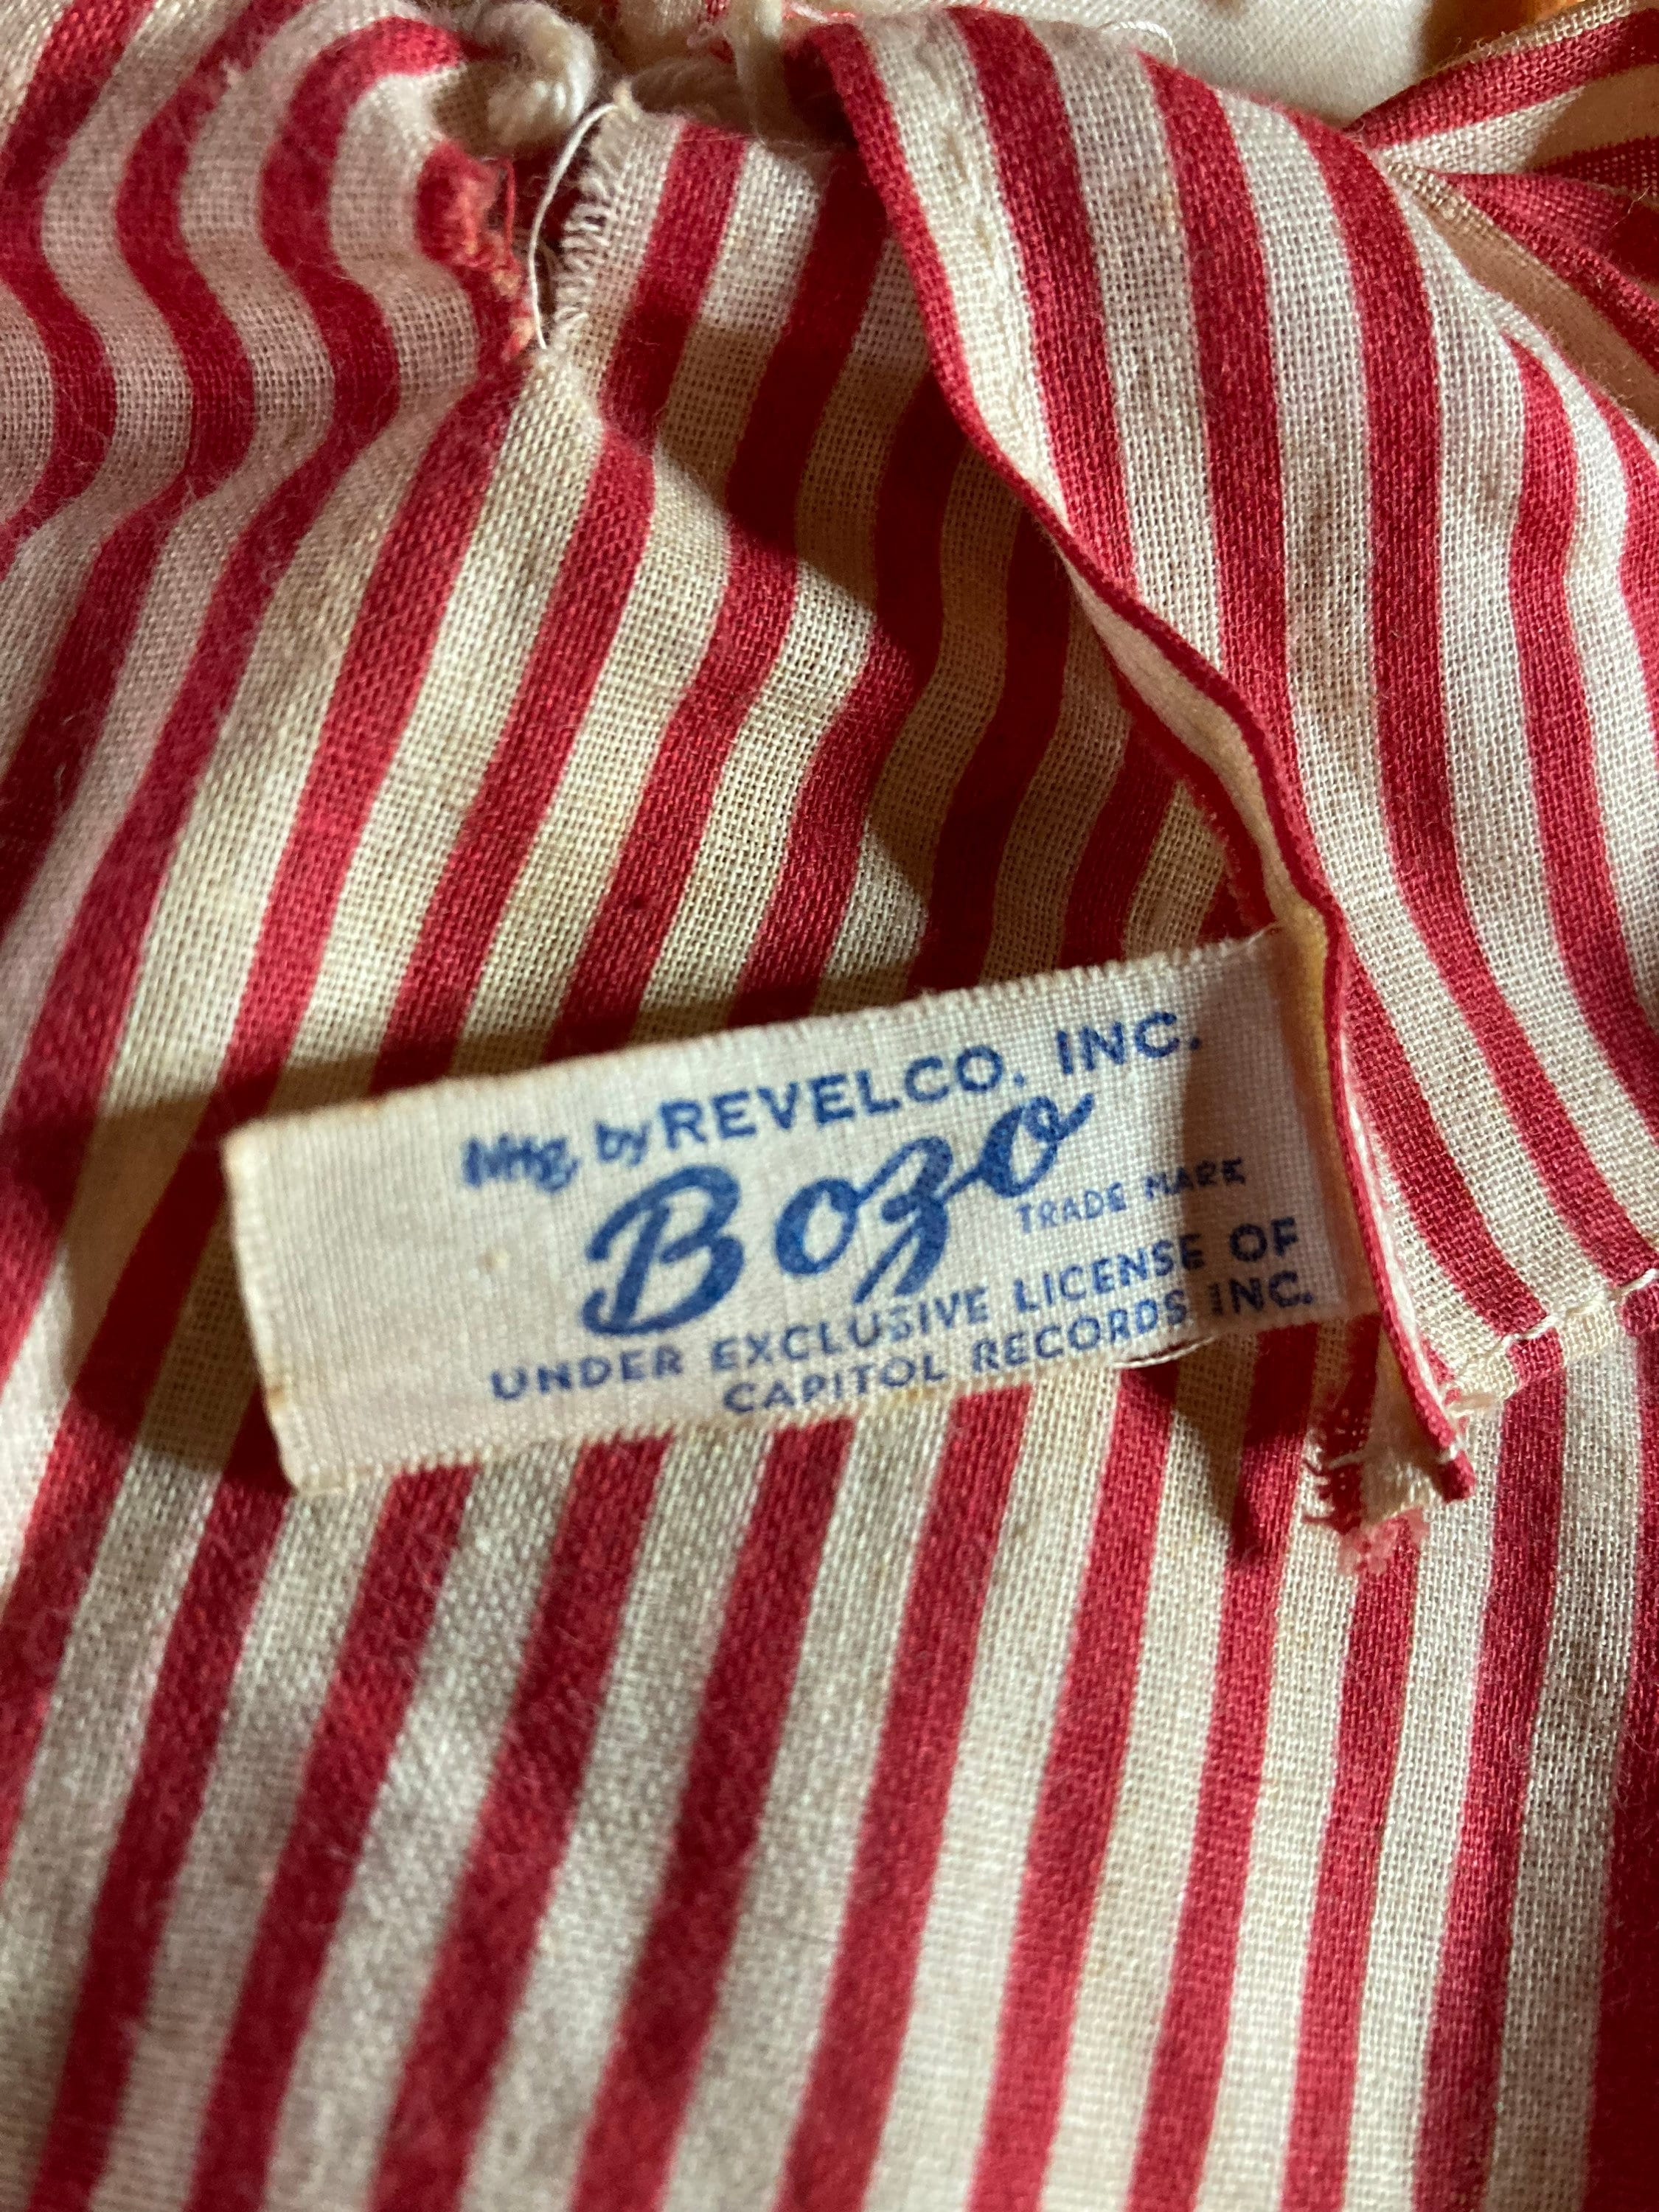 Mfg. by REVELCO. INC.
Bozo
TRADE MARK
UNDER EXCLUSIVE LICENSE OF
CAPITOL RECORDS INC.